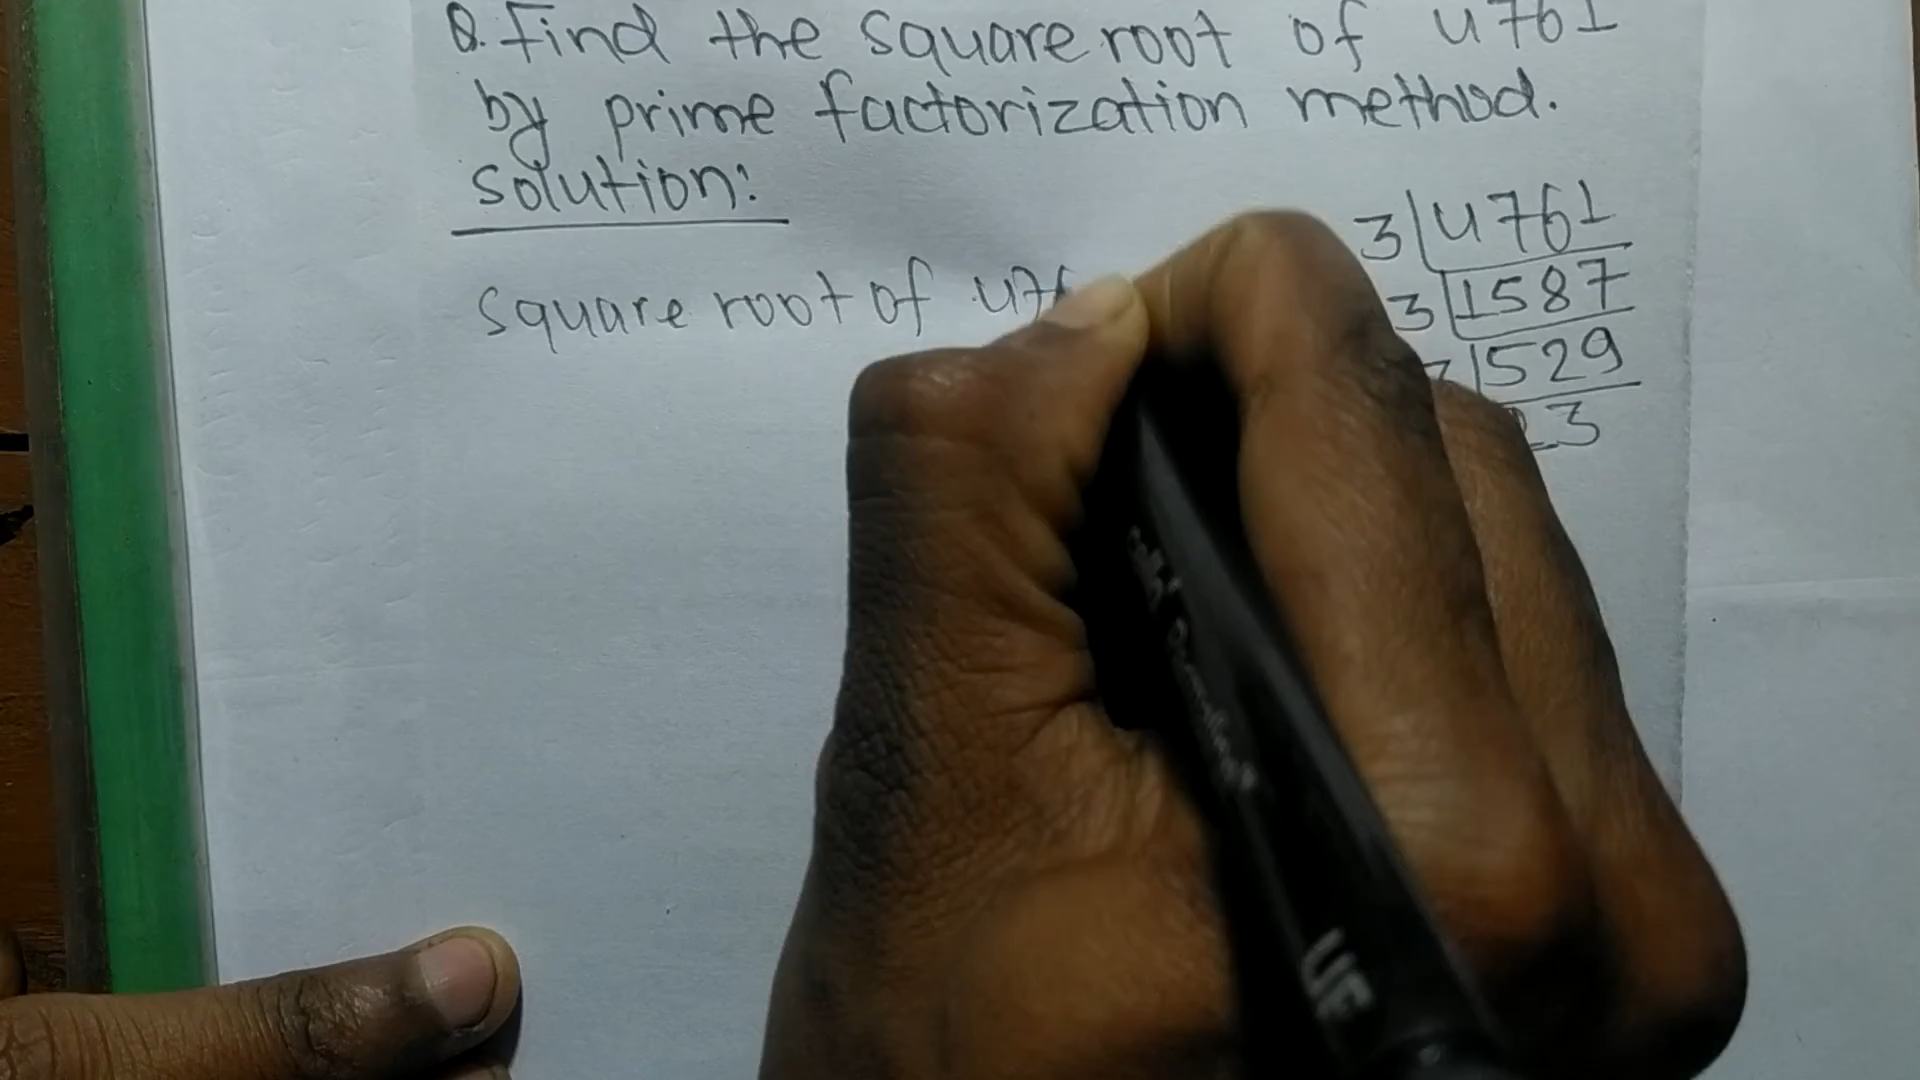 Q. Find the square root of 4761
by prime factorization method.
Solution:
3 4761
square root of
3 1587
529
23